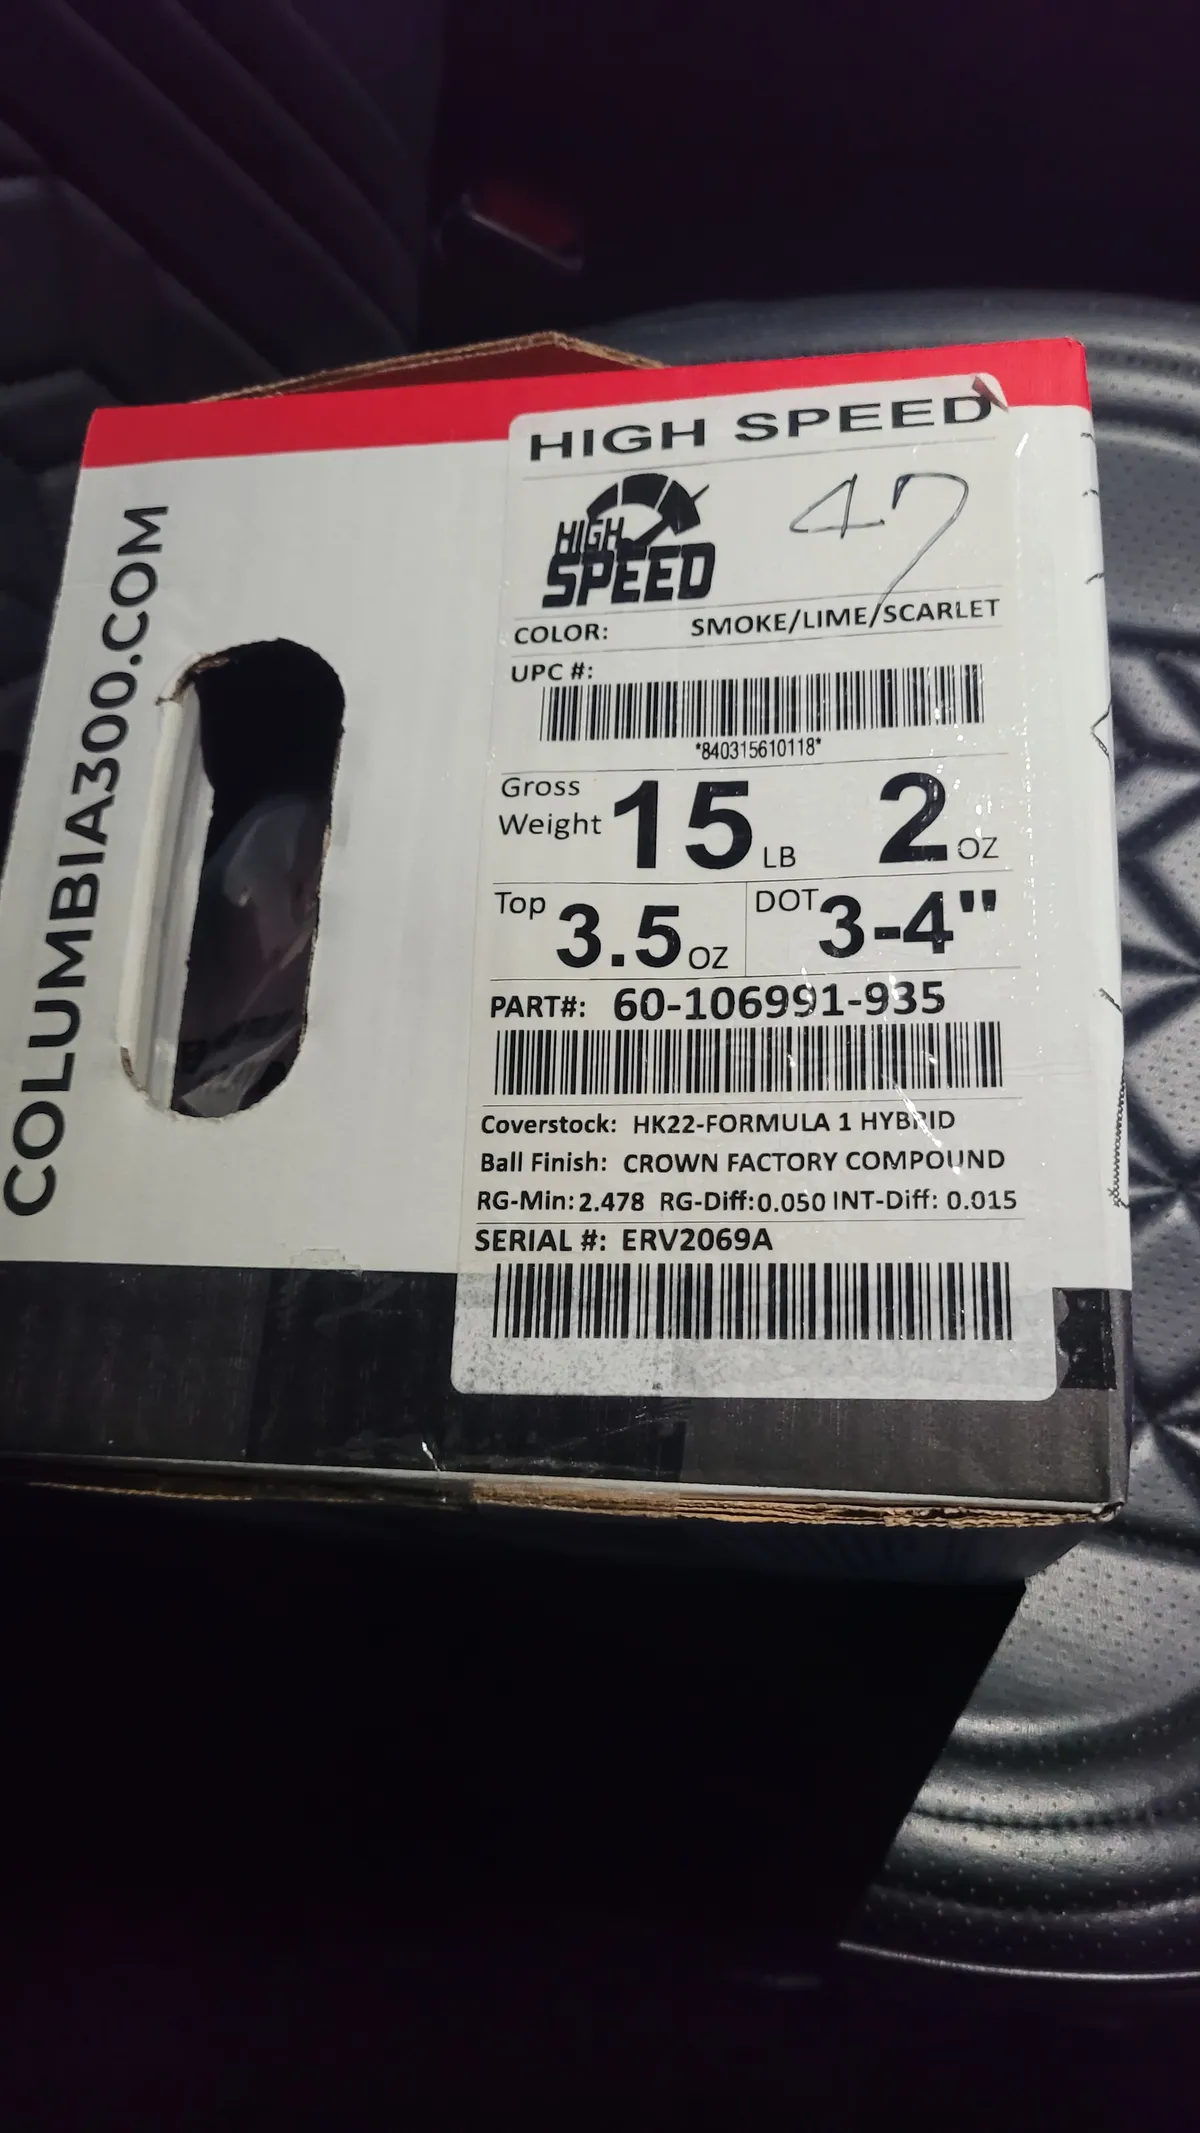 COLUMBIA300.COM
HIGH SPEED
HIGH
SPEED
47
COLOR: SMOKE/LIME/SCARLET
UPC #:
*840315610118*
Gross Weight 15 LB 2 OZ
Top 3.5 OZ DOT 3-4"
PART#: 60-106991-935
Coverstock: HK22-FORMULA 1 HYBRID
Ball Finish: CROWN FACTORY COMPOUND
RG-Min: 2.478 RG-Diff: 0.050 INT-Diff: 0.015
SERIAL #: ERV2069A